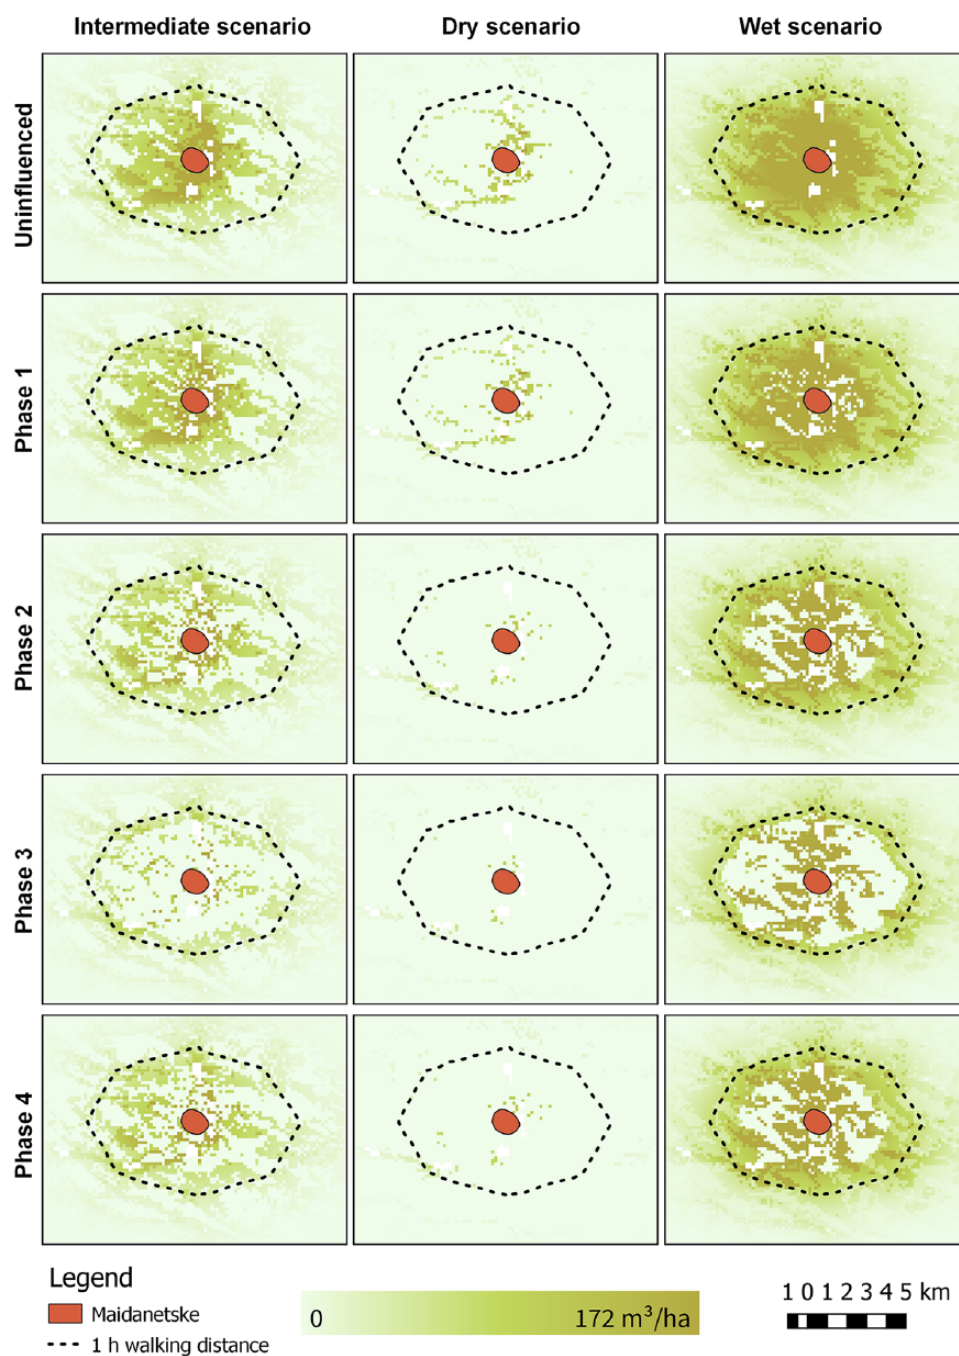 Intermediate scenario Dry scenario Wet scenario
Uninfluenced
Phase 1
Phase 2
Phase 3
Phase 4
Legend
Maidanetske
1 h walking distance
0 172 m³/ha
1 0 1 2 3 4 5 km